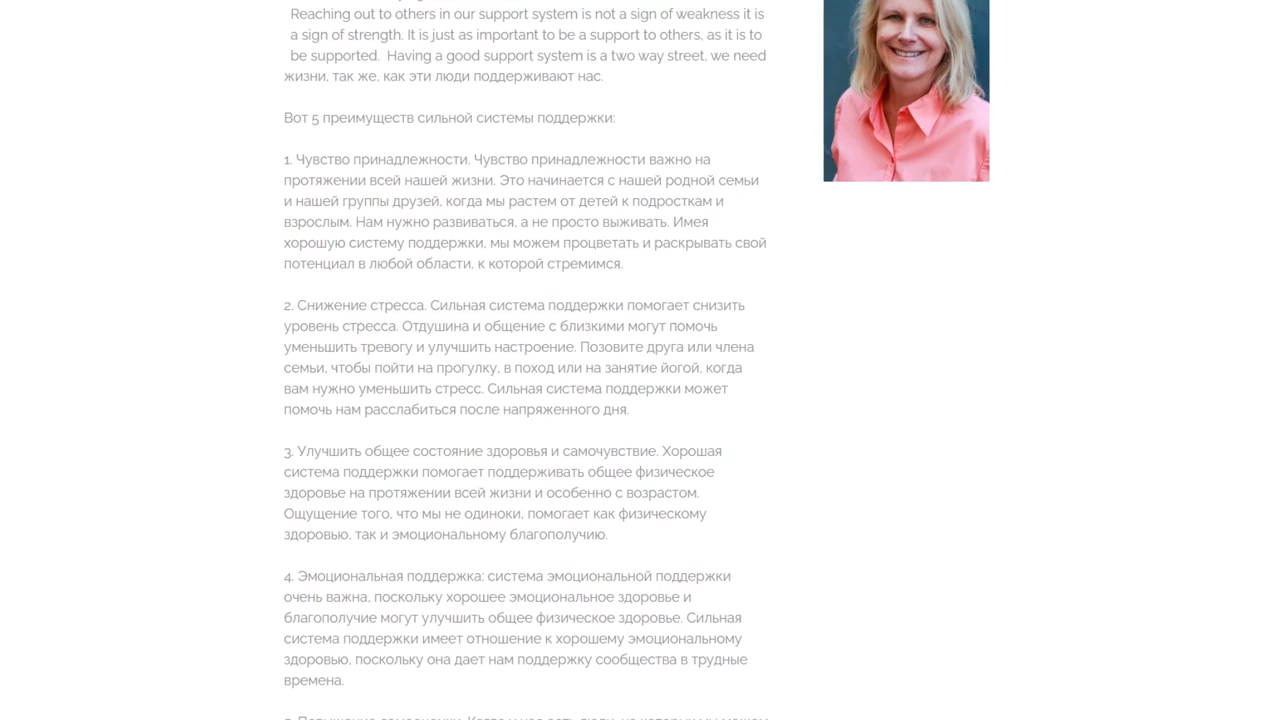 Reaching out to others in our support system is not a sign of weakness it is
a sign of strength. It is just as important to be a support to others, as it is to
be supported.  Having a good support system is a two way street, we need
жизни, так же, как эти люди поддерживают нас.
Вот 5 преимуществ сильной системы поддержки:
1. Чувство принадлежности. Чувство принадлежности важно на
протяжении всей нашей жизни. Это начинается с нашей родной семьи
и нашей группы друзей, когда мы растем от детей к подросткам и
взрослым. Нам нужно развиваться, а не просто выживать. Имея
хорошую систему поддержки, мы можем процветать и раскрывать свой
потенциал в любой области, к которой стремимся.
2. Снижение стресса. Сильная система поддержки помогает снизить
уровень стресса. Отдушина и общение с близкими могут помочь
уменьшить тревогу и улучшить настроение. Позовите друга или члена
семьи, чтобы пойти на прогулку, в поход или на занятие йогой, когда
вам нужно уменьшить стресс. Сильная система поддержки может
помочь нам расслабиться после напряженного дня.
3. Улучшить общее состояние здоровья и самочувствие. Хорошая
система поддержки помогает поддерживать общее физическое
здоровье на протяжении всей жизни и особенно с возрастом.
Ощущение того, что мы не одиноки, помогает как физическому
здоровью, так и эмоциональному благополучию.
4. Эмоциональная поддержка: система эмоциональной поддержки
очень важна, поскольку хорошее эмоциональное здоровье и
благополучие могут улучшить общее физическое здоровье. Сильная
система поддержки имеет отношение к хорошему эмоциональному
здоровью, поскольку она дает нам поддержку сообщества в трудные
времена.